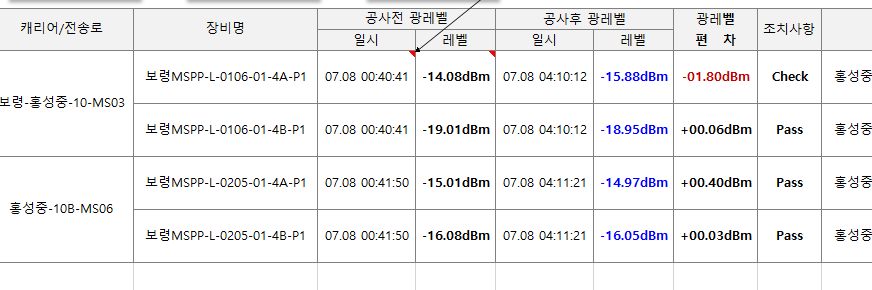 캐리어/전송로 장비명 공사전 광레벨 공사후 광레벨 광레벨 편 차 조치사항
일시 레벨 일시 레벨
보령-홍성중-10-MS03
보령MSPP-L-0106-01-4A-P1 07.08 00:40:41 -14.08dBm 07.08 04:10:12 -15.88dBm -01.80dBm Check 홍성중
보령MSPP-L-0106-01-4B-P1 07.08 00:40:41 -19.01dBm 07.08 04:10:12 -18.95dBm +00.06dBm Pass 홍성중
홍성중-10B-MS06
보령MSPP-L-0205-01-4A-P1 07.08 00:41:50 -15.01dBm 07.08 04:11:21 -14.97dBm +00.40dBm Pass 홍성중
보령MSPP-L-0205-01-4B-P1 07.08 00:41:50 -16.08dBm 07.08 04:11:21 -16.05dBm +00.03dBm Pass 홍성중